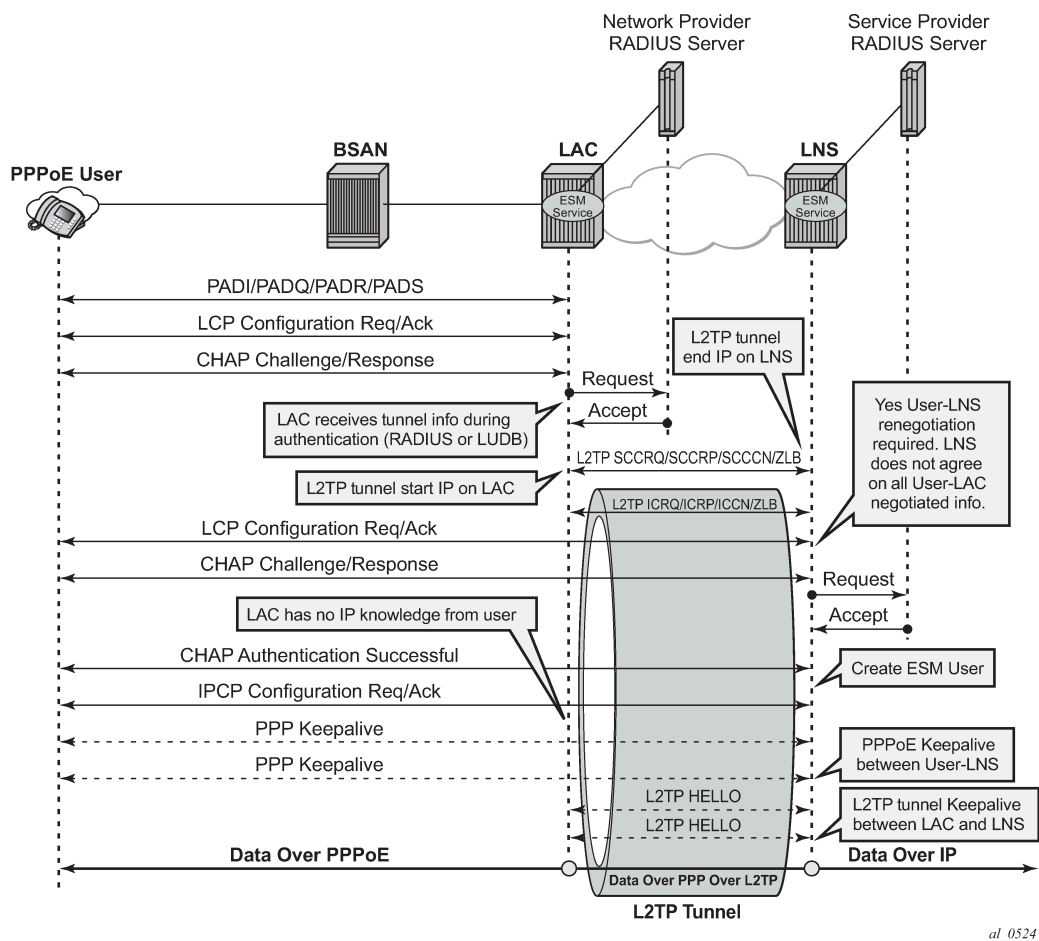 Network Provider
RADIUS Server
Service Provider
RADIUS Server
BSAN
LAC
LNS
PPPoE User
ESM
Service
ESM
Service
PADI/PADQ/PADR/PADS
LCP Configuration Req/Ack
L2TP tunnel
end IP on LNS
CHAP Challenge/Response
Request
Yes User-LNS
renegotiation
required. LNS
does not agree
on all User-LAC
negotiated info.
LAC receives tunnel info during
authentication (RADIUS or LUDB)
Accept
L2TP SCCRQ/SCCRP/SCCCN/ZLB
L2TP tunnel start IP on LAC
L2TP ICRQ/ICRP/ICCN/ZLB
LCP Configuration Req/Ack
CHAP Challenge/Response
Request
LAC has no IP knowledge from user
Accept
CHAP Authentication Successful
Create ESM User
IPCP Configuration Req/Ack
PPP Keepalive
PPPoE Keepalive
between User-LNS
PPP Keepalive
L2TP HELLO
L2TP tunnel Keepalive
between LAC and LNS
L2TP HELLO
Data Over PPPoE
Data Over IP
Data Over PPP Over L2TP
L2TP Tunnel
al_0524